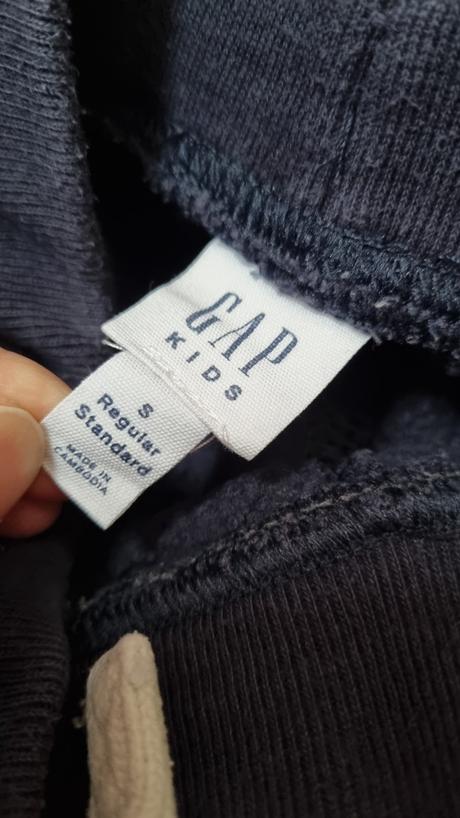 GAP
KIDS
S
Regular
Standard
MADE IN
CAMBODIA